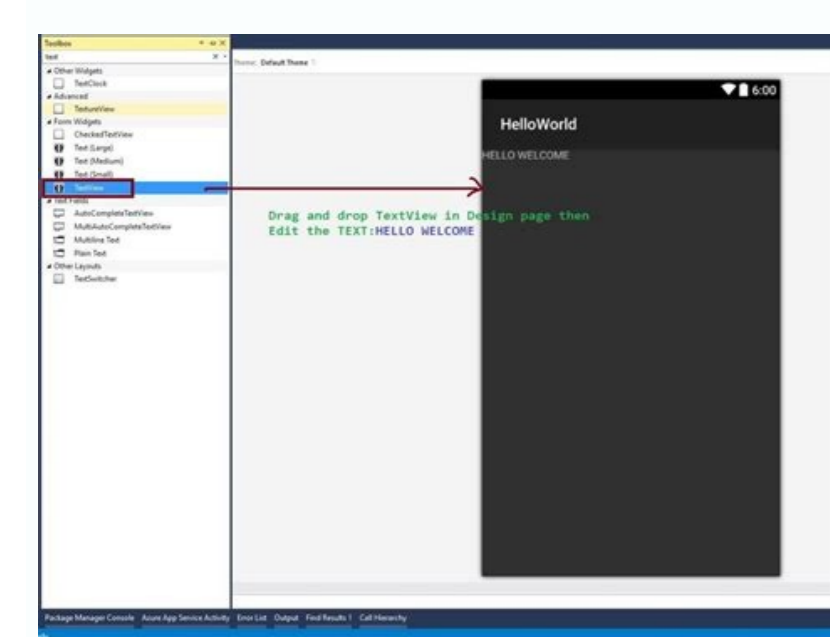 Toolbox
text
Other Widgets
TextClock
Advanced
TextureView
Form Widgets
CheckedTextView
Text (Large)
Text (Medium)
Text (Small)
TextView
Text Fields
AutoCompleteTextView
MultiAutoCompleteTextView
Multiline Text
Plain Text
Other Layouts
TextSwitcher
Theme: Default Theme
6:00
HelloWorld
HELLO WELCOME
Drag and drop TextView in Design page then
Edit the TEXT:HELLO WELCOME
Package Manager Console Azure App Service Activity Error List Output Find Results 1 Call Hierarchy